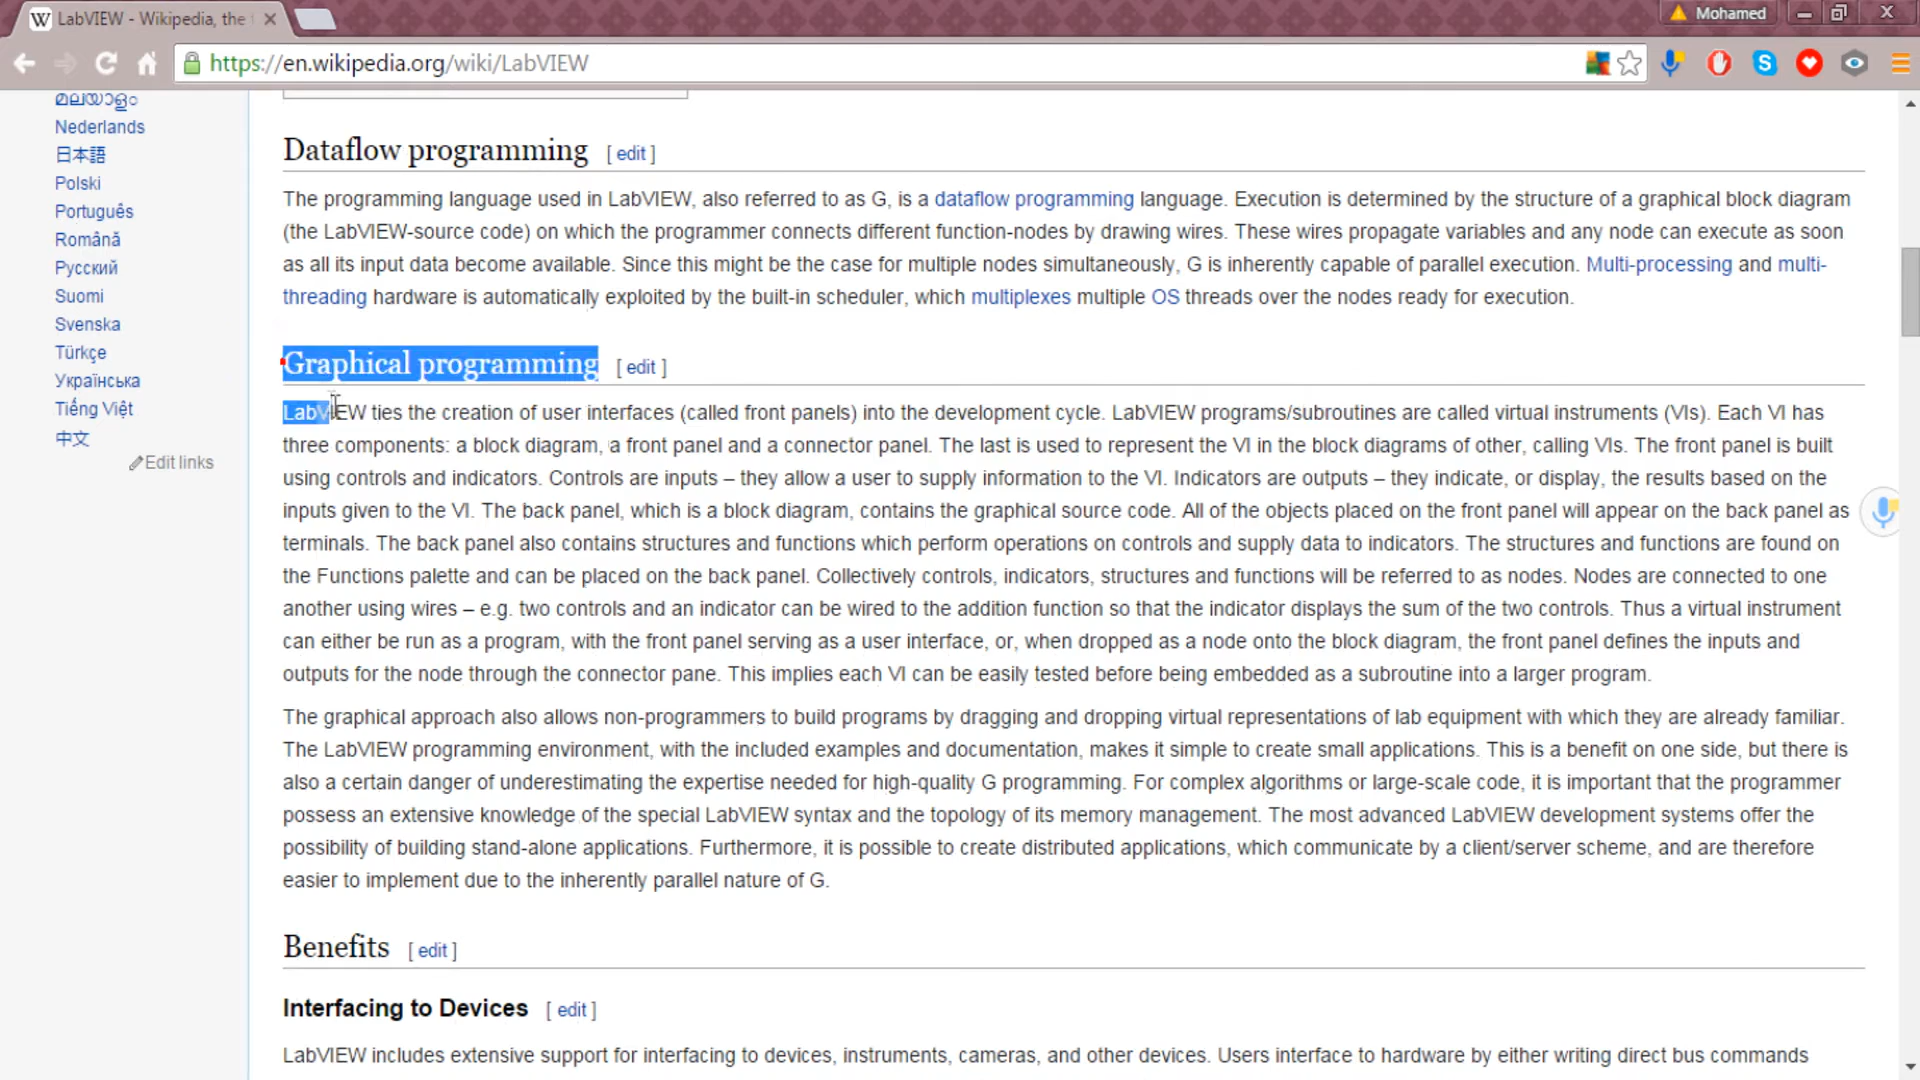 LabVIEW - Wikipedia, the
Mohamed
https://en.wikipedia.org/wiki/LabVIEW
മലയാളം
Nederlands
日本語
Polski
Português
Română
Русский
Suomi
Svenska
Türkçe
Українська
Tiếng Việt
中文
Edit links
Dataflow programming [ edit ]
The programming language used in LabVIEW, also referred to as G, is a dataflow programming language. Execution is determined by the structure of a graphical block diagram
(the LabVIEW-source code) on which the programmer connects different function-nodes by drawing wires. These wires propagate variables and any node can execute as soon
as all its input data become available. Since this might be the case for multiple nodes simultaneously, G is inherently capable of parallel execution. Multi-processing and multi-
threading hardware is automatically exploited by the built-in scheduler, which multiplexes multiple OS threads over the nodes ready for execution.
Graphical programming [ edit ]
LabVIEW ties the creation of user interfaces (called front panels) into the development cycle. LabVIEW programs/subroutines are called virtual instruments (VIs). Each VI has
three components: a block diagram, a front panel and a connector panel. The last is used to represent the VI in the block diagrams of other, calling VIs. The front panel is built
using controls and indicators. Controls are inputs – they allow a user to supply information to the VI. Indicators are outputs – they indicate, or display, the results based on the
inputs given to the VI. The back panel, which is a block diagram, contains the graphical source code. All of the objects placed on the front panel will appear on the back panel as
terminals. The back panel also contains structures and functions which perform operations on controls and supply data to indicators. The structures and functions are found on
the Functions palette and can be placed on the back panel. Collectively controls, indicators, structures and functions will be referred to as nodes. Nodes are connected to one
another using wires – e.g. two controls and an indicator can be wired to the addition function so that the indicator displays the sum of the two controls. Thus a virtual instrument
can either be run as a program, with the front panel serving as a user interface, or, when dropped as a node onto the block diagram, the front panel defines the inputs and
outputs for the node through the connector pane. This implies each VI can be easily tested before being embedded as a subroutine into a larger program.
The graphical approach also allows non-programmers to build programs by dragging and dropping virtual representations of lab equipment with which they are already familiar.
The LabVIEW programming environment, with the included examples and documentation, makes it simple to create small applications. This is a benefit on one side, but there is
also a certain danger of underestimating the expertise needed for high-quality G programming. For complex algorithms or large-scale code, it is important that the programmer
possess an extensive knowledge of the special LabVIEW syntax and the topology of its memory management. The most advanced LabVIEW development systems offer the
possibility of building stand-alone applications. Furthermore, it is possible to create distributed applications, which communicate by a client/server scheme, and are therefore
easier to implement due to the inherently parallel nature of G.
Benefits [ edit ]
Interfacing to Devices [ edit ]
LabVIEW includes extensive support for interfacing to devices, instruments, cameras, and other devices. Users interface to hardware by either writing direct bus commands